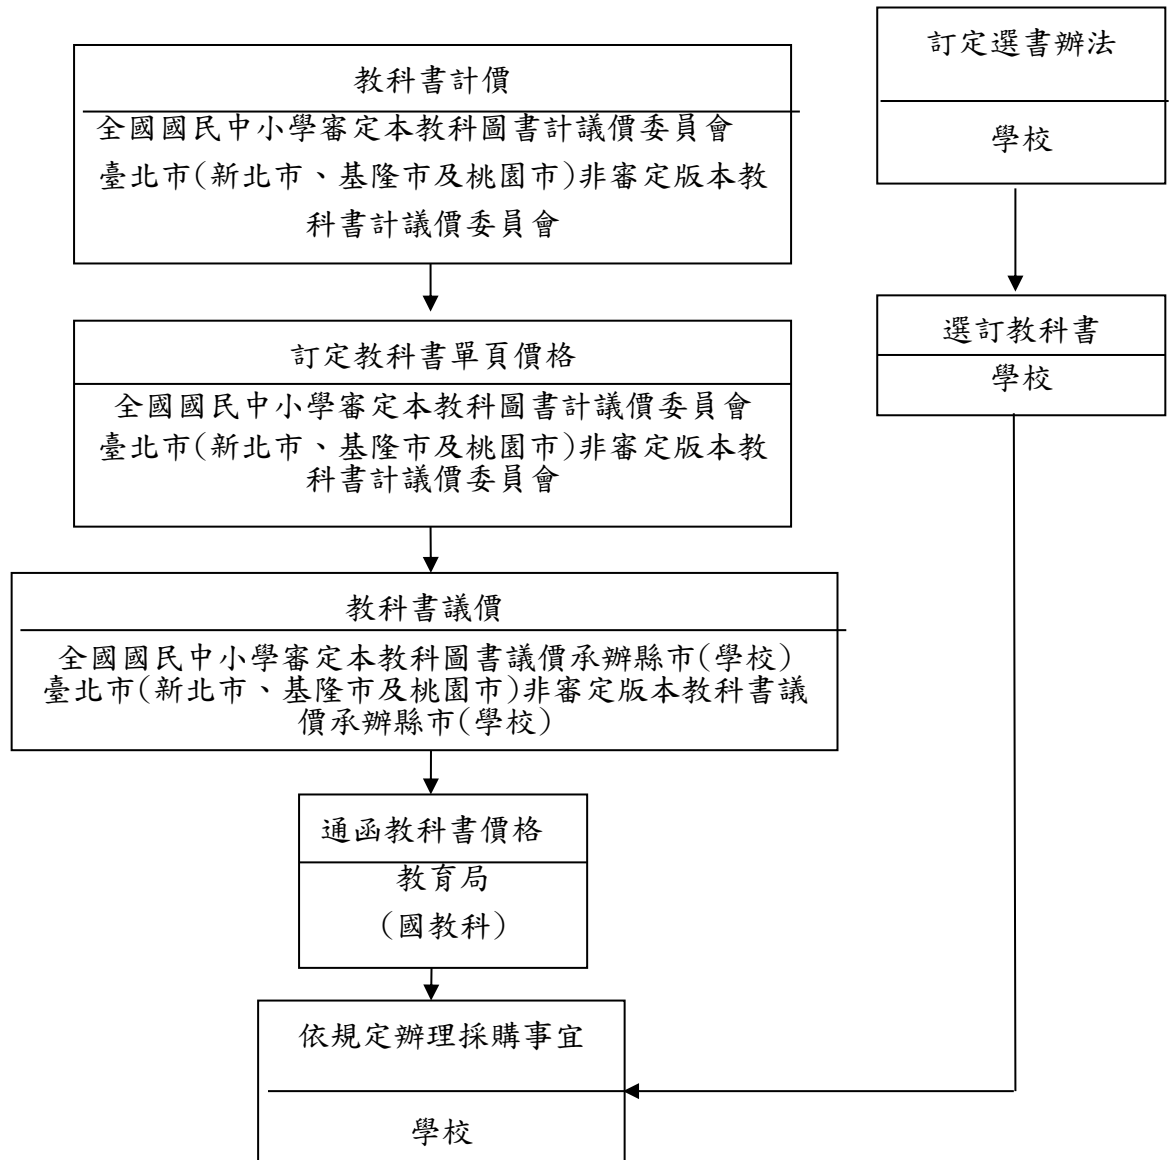 教科書計價
全國國民中小學審定本教科圖書計議價委員會
臺北市(新北市、基隆市及桃園市)非審定版本教
科書計議價委員會
訂定教科書單頁價格
全國國民中小學審定本教科圖書計議價委員會
臺北市(新北市、基隆市及桃園市)非審定版本教
科書計議價委員會
教科書議價
全國國民中小學審定本教科圖書議價承辦縣市(學校)
臺北市(新北市、基隆市及桃園市)非審定版本教科書議
價承辦縣市(學校)
通函教科書價格
教育局
(國教科)
依規定辦理採購事宜
學校
訂定選書辦法
學校
選訂教科書
學校